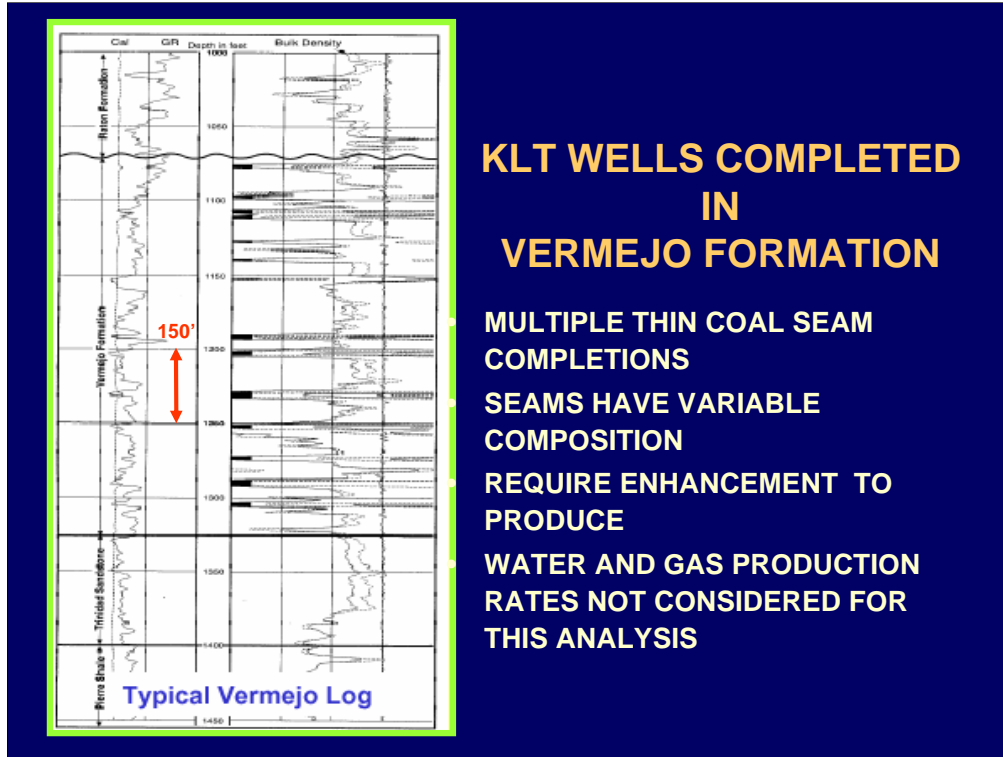 Cal GR Depth in feet Bulk Density
1000
Raton Formation
1050
1100
1150
Vermejo Formation
150’
1200
1250
1300
Trinidad Sandstone
1350
1400
Pierre Shale
Typical Vermejo Log
1450
KLT WELLS COMPLETED
IN
VERMEJO FORMATION
MULTIPLE THIN COAL SEAM
COMPLETIONS
SEAMS HAVE VARIABLE
COMPOSITION
REQUIRE ENHANCEMENT TO
PRODUCE
WATER AND GAS PRODUCTION
RATES NOT CONSIDERED FOR
THIS ANALYSIS